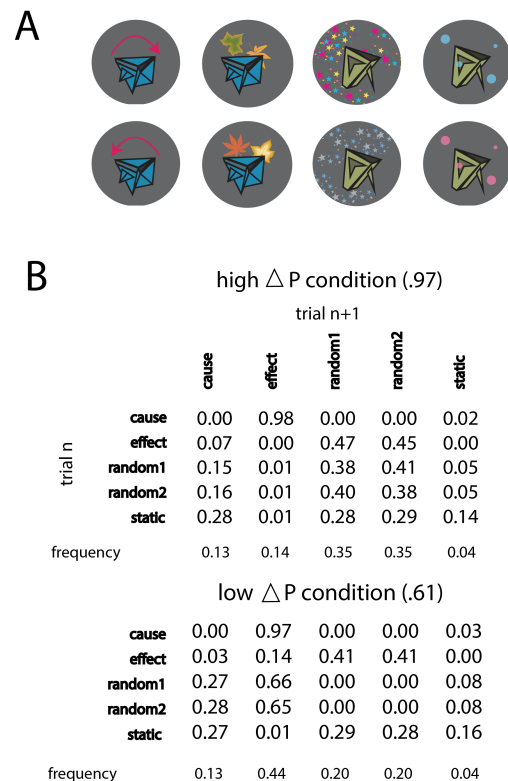 A
B
high △ P condition (.97)
trial n+1
cause effect random1 random2 static
trial n
cause 0.00 0.98 0.00 0.00 0.02
effect 0.07 0.00 0.47 0.45 0.00
random1 0.15 0.01 0.38 0.41 0.05
random2 0.16 0.01 0.40 0.38 0.05
static 0.28 0.01 0.28 0.29 0.14
frequency 0.13 0.14 0.35 0.35 0.04
low △ P condition (.61)
cause 0.00 0.97 0.00 0.00 0.03
effect 0.03 0.14 0.41 0.41 0.00
random1 0.27 0.66 0.00 0.00 0.08
random2 0.28 0.65 0.00 0.00 0.08
static 0.27 0.01 0.29 0.28 0.16
frequency 0.13 0.44 0.20 0.20 0.04